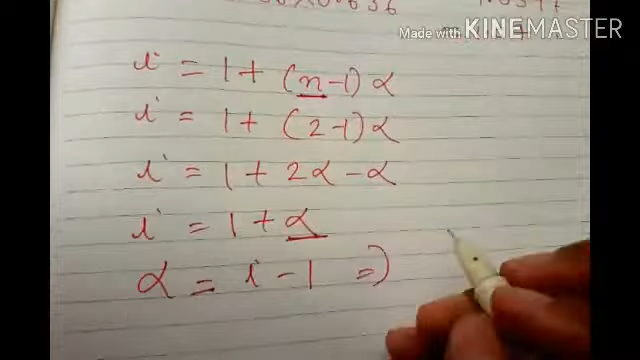 Made with KINEMASTER
i = 1 + (n - 1) α
i = 1 + (2 - 1) α
i = 1 + 2α - α
i = 1 + α
α = i - 1 =)